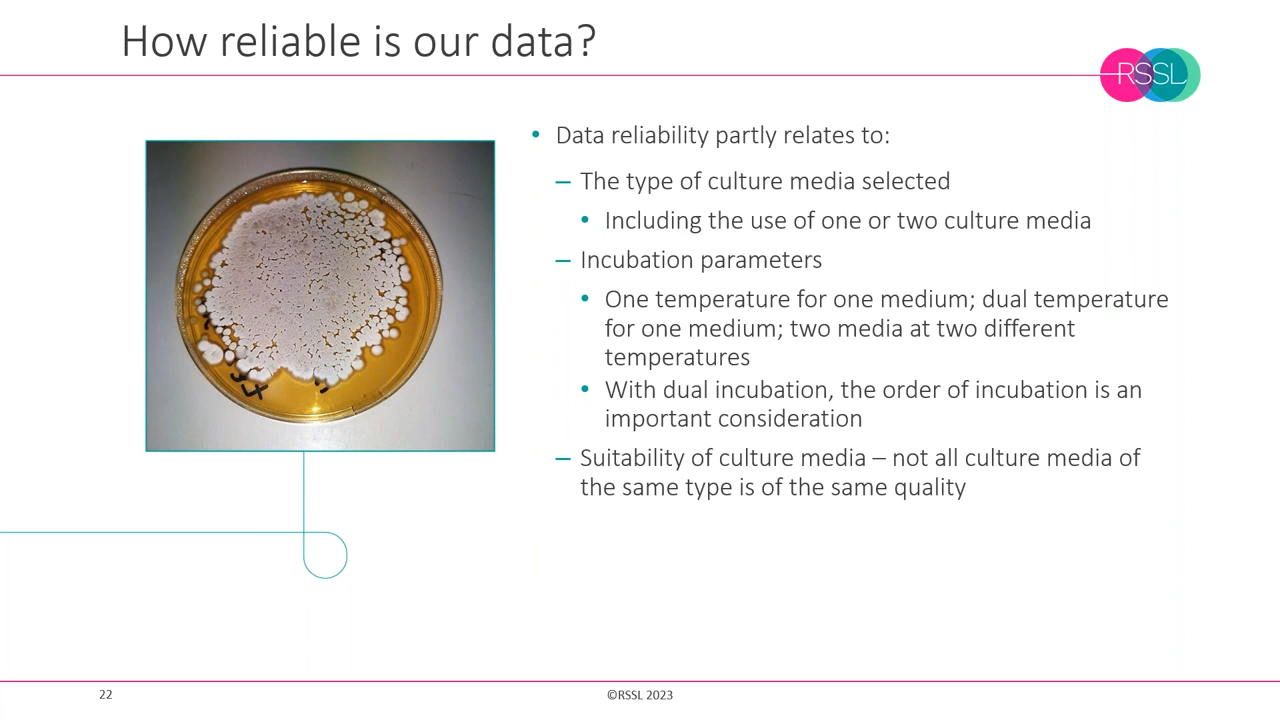 How reliable is our data?
RSSL
• Data reliability partly relates to:
– The type of culture media selected
• Including the use of one or two culture media
– Incubation parameters
• One temperature for one medium; dual temperature
for one medium; two media at two different
temperatures
• With dual incubation, the order of incubation is an
important consideration
– Suitability of culture media – not all culture media of
the same type is of the same quality
22
©RSSL 2023